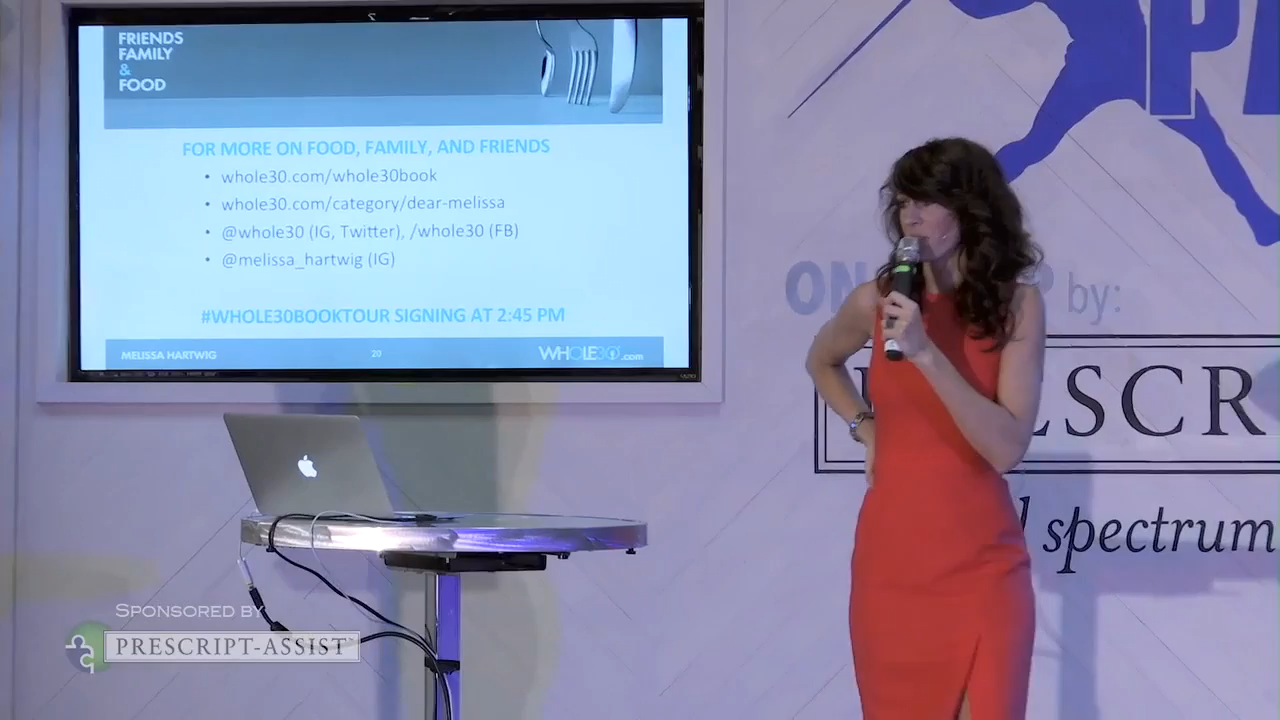 FRIENDS
FAMILY
&
FOOD
FOR MORE ON FOOD, FAMILY, AND FRIENDS
• whole30.com/whole30book
• whole30.com/category/dear-melissa
• @whole30 (IG, Twitter), /whole30 (FB)
• @melissa_hartwig (IG)
#WHOLE30BOOKTOUR SIGNING AT 2:45 PM
MELISSA HARTWIG 20 WHOLE30.com
by:
spectrum
SPONSORED BY
PRESCRIPT-ASSIST